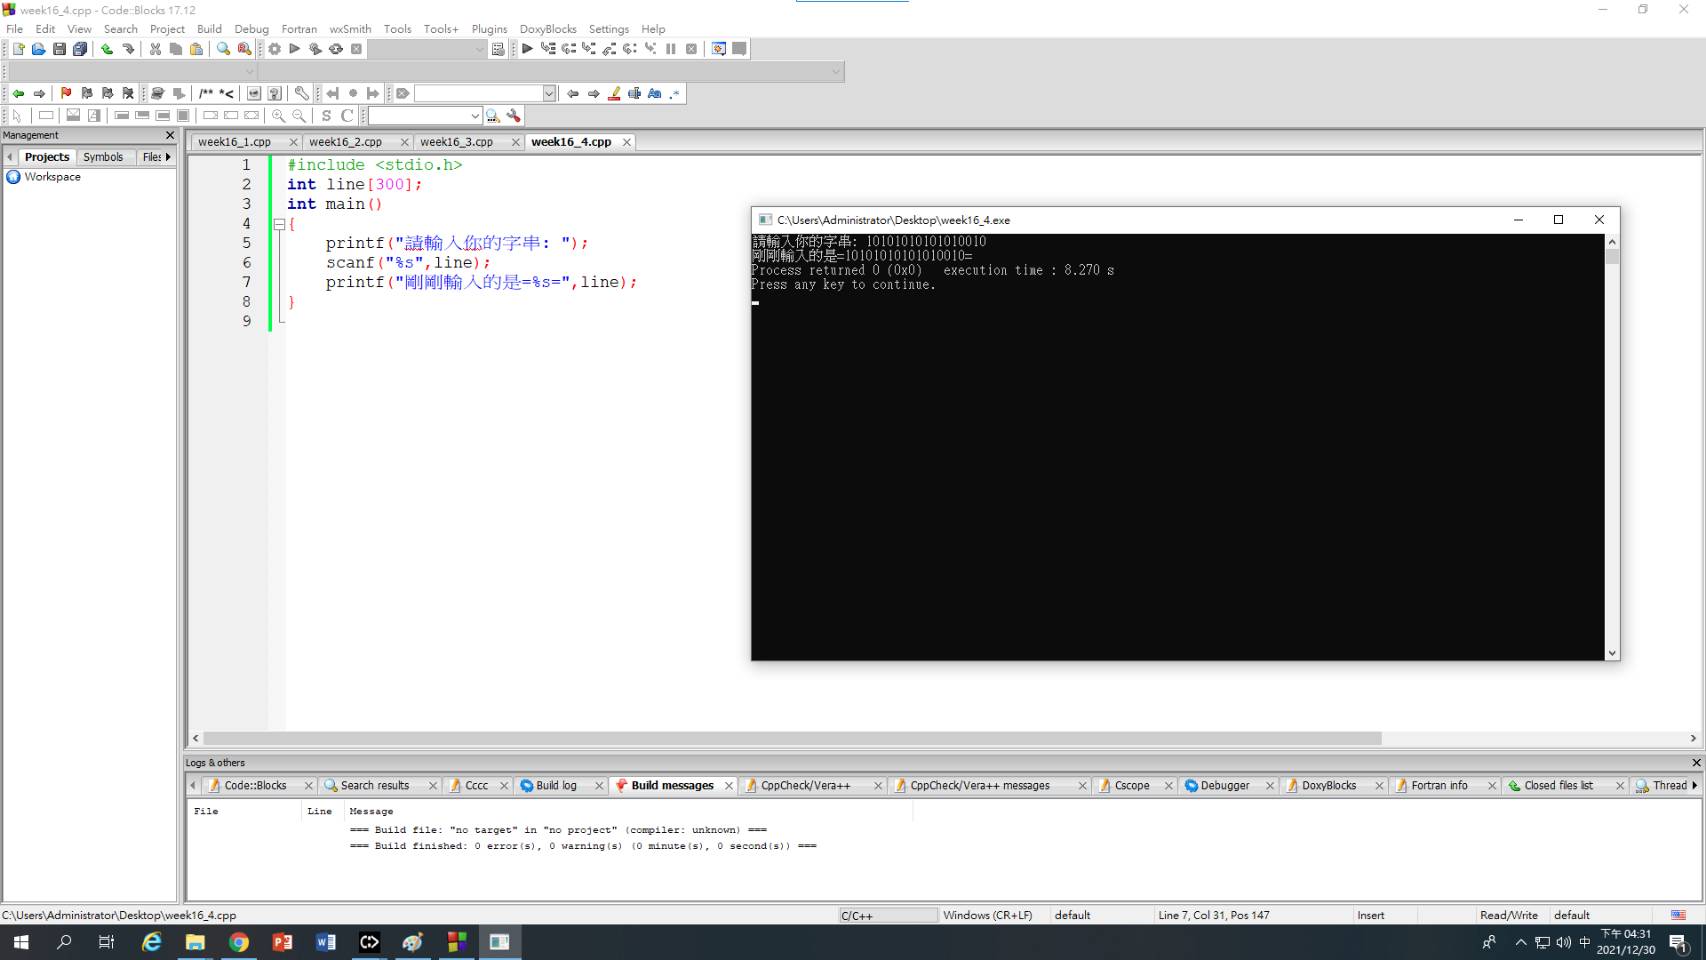 week16_4.cpp - Code::Blocks 17.12
File Edit View Search Project Build Debug Fortran wxSmith Tools Tools+ Plugins DoxyBlocks Settings Help
/** *<
S C
Management
Projects Symbols Files
Workspace
week16_1.cpp week16_2.cpp week16_3.cpp week16_4.cpp
1 #include <stdio.h>
2 int line[300];
3 int main()
4 {
5 printf("請輸入你的字串: ");
6 scanf("%s",line);
7 printf("剛剛輸入的是=%s=",line);
8 }
9
C:\Users\Administrator\Desktop\week16_4.exe
請輸入你的字串: 10101010101010010
剛剛輸入的是=10101010101010010=
Process returned 0 (0x0) execution time : 8.270 s
Press any key to continue.
Logs & others
Code::Blocks Search results Cccc Build log Build messages CppCheck/Vera++ CppCheck/Vera++ messages Cscope Debugger DoxyBlocks Fortran info Closed files list Thread
File Line Message
=== Build file: "no target" in "no project" (compiler: unknown) ===
=== Build finished: 0 error(s), 0 warning(s) (0 minute(s), 0 second(s)) ===
C:\Users\Administrator\Desktop\week16_4.cpp C/C++ Windows (CR+LF) default Line 7, Col 31, Pos 147 Insert Read/Write default
中 下午 04:31
2021/12/30
1